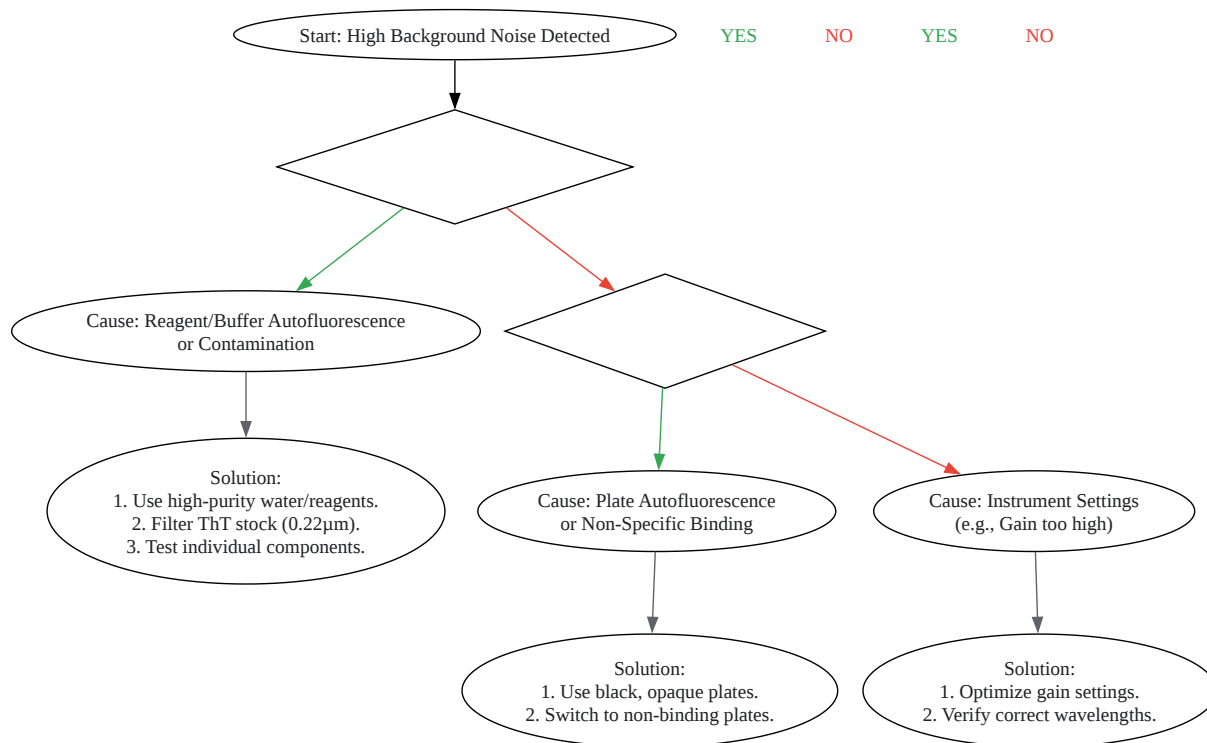 Start: High Background Noise Detected
YES
NO
YES
NO
Cause: Reagent/Buffer Autofluorescence
or Contamination
Solution:
1. Use high-purity water/reagents.
2. Filter ThT stock (0.22µm).
3. Test individual components.
Cause: Plate Autofluorescence
or Non-Specific Binding
Cause: Instrument Settings
(e.g., Gain too high)
Solution:
1. Use black, opaque plates.
2. Switch to non-binding plates.
Solution:
1. Optimize gain settings.
2. Verify correct wavelengths.